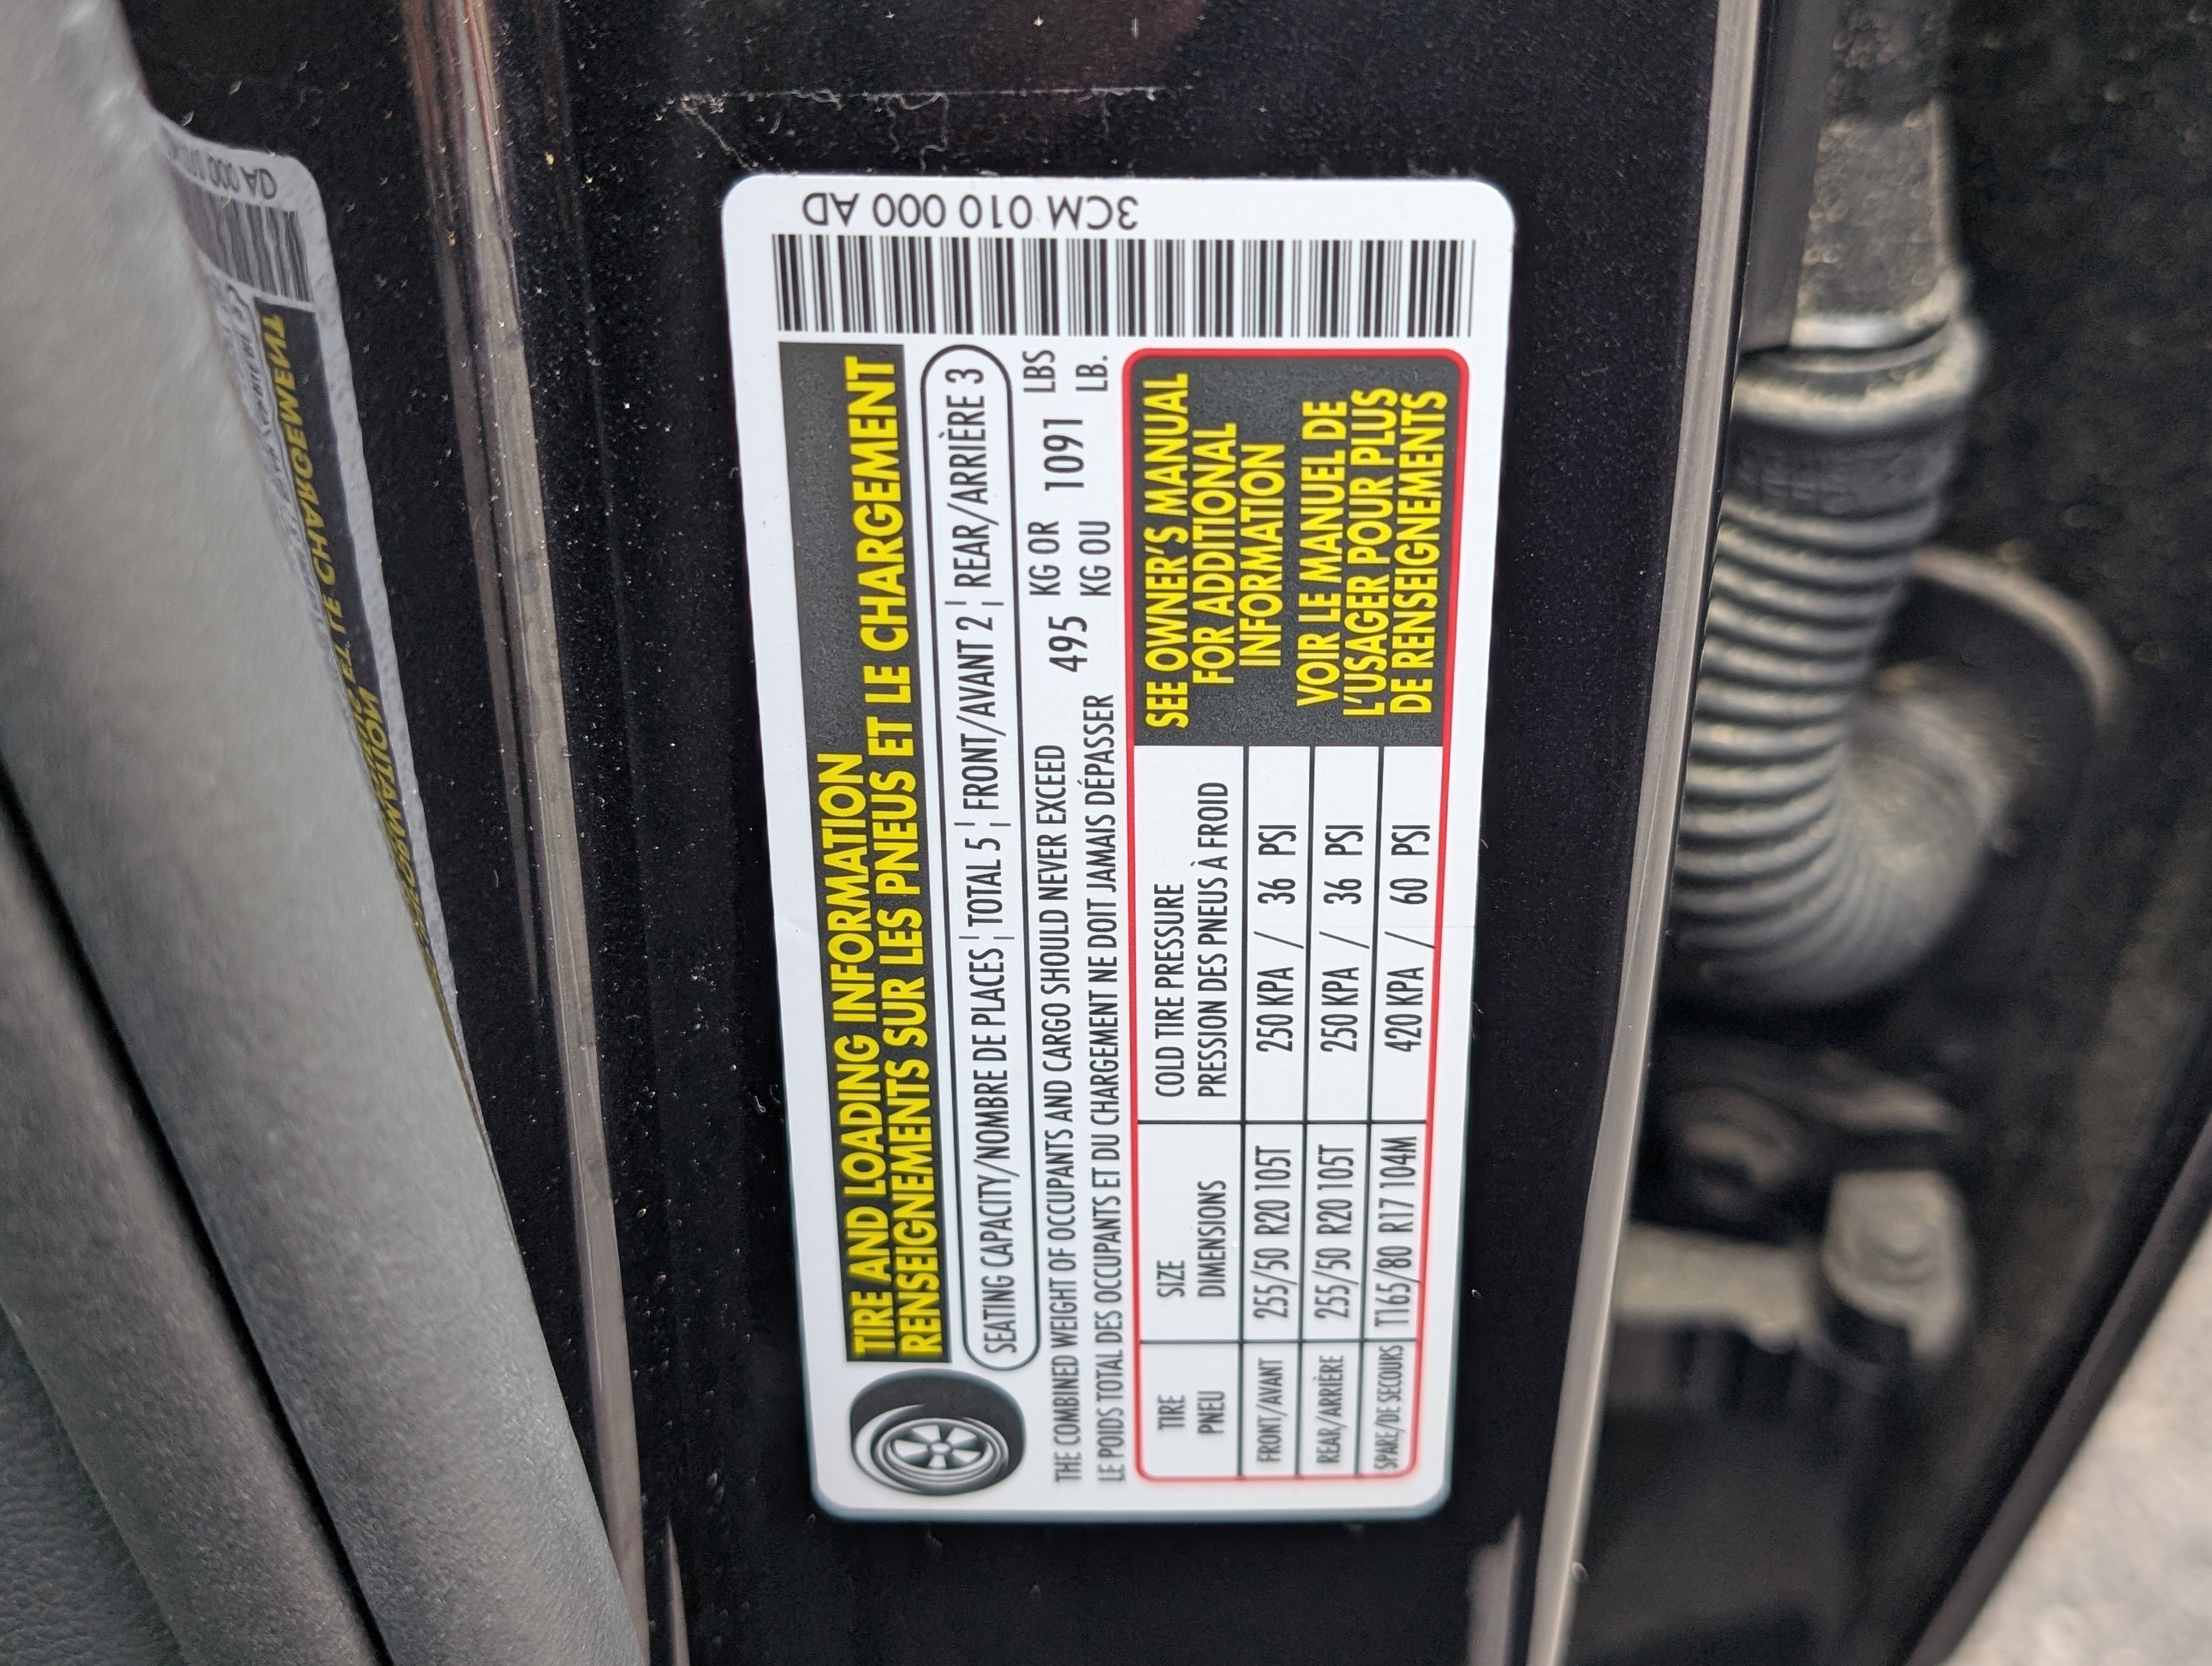 3CM 010 000 AD
TIRE AND LOADING INFORMATION
RENSEIGNEMENTS SUR LES PNEUS ET LE CHARGEMENT
SEATING CAPACITY/NOMBRE DE PLACES ¦ TOTAL 5 ¦ FRONT/AVANT 2 ¦ REAR/ARRIÈRE 3
THE COMBINED WEIGHT OF OCCUPANTS AND CARGO SHOULD NEVER EXCEED 495 KG OR 1091 LBS
LE POIDS TOTAL DES OCCUPANTS ET DU CHARGEMENT NE DOIT JAMAIS DÉPASSER KG OU LB.
TIRE SIZE COLD TIRE PRESSURE
PNEU DIMENSIONS PRESSION DES PNEUS À FROID
FRONT/AVANT 255/50 R20 105T 250 KPA / 36 PSI
REAR/ARRIÈRE 255/50 R20 105T 250 KPA / 36 PSI
SPARE/DE SECOURS T165/80 R17 104M 420 KPA / 60 PSI
SEE OWNER'S MANUAL
FOR ADDITIONAL
INFORMATION
VOIR LE MANUEL DE
L'USAGER POUR PLUS
DE RENSEIGNEMENTS
LE CHARGEMENT